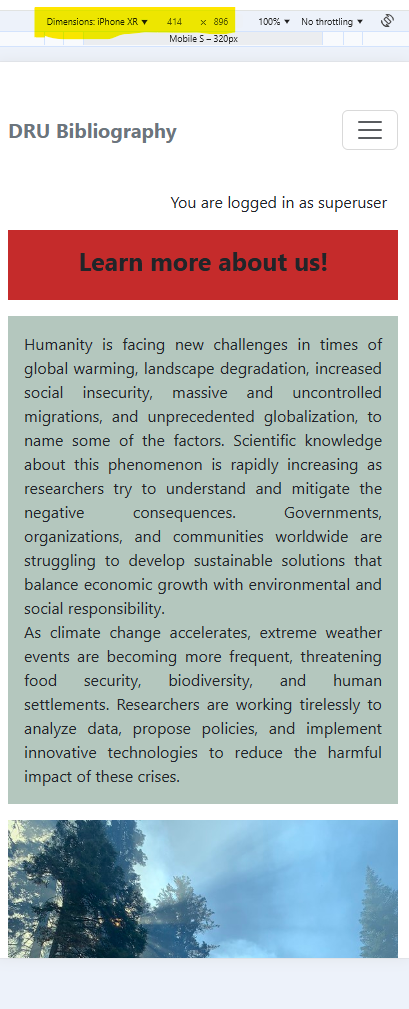 Dimensions: iPhone XR ▼ 414 × 896 100% ▼ No throttling ▼
Mobile S – 320px
DRU Bibliography
You are logged in as superuser
Learn more about us!
Humanity is facing new challenges in times of
global warming, landscape degradation, increased
social insecurity, massive and uncontrolled
migrations, and unprecedented globalization, to
name some of the factors. Scientific knowledge
about this phenomenon is rapidly increasing as
researchers try to understand and mitigate the
negative consequences. Governments,
organizations, and communities worldwide are
struggling to develop sustainable solutions that
balance economic growth with environmental and
social responsibility.
As climate change accelerates, extreme weather
events are becoming more frequent, threatening
food security, biodiversity, and human
settlements. Researchers are working tirelessly to
analyze data, propose policies, and implement
innovative technologies to reduce the harmful
impact of these crises.